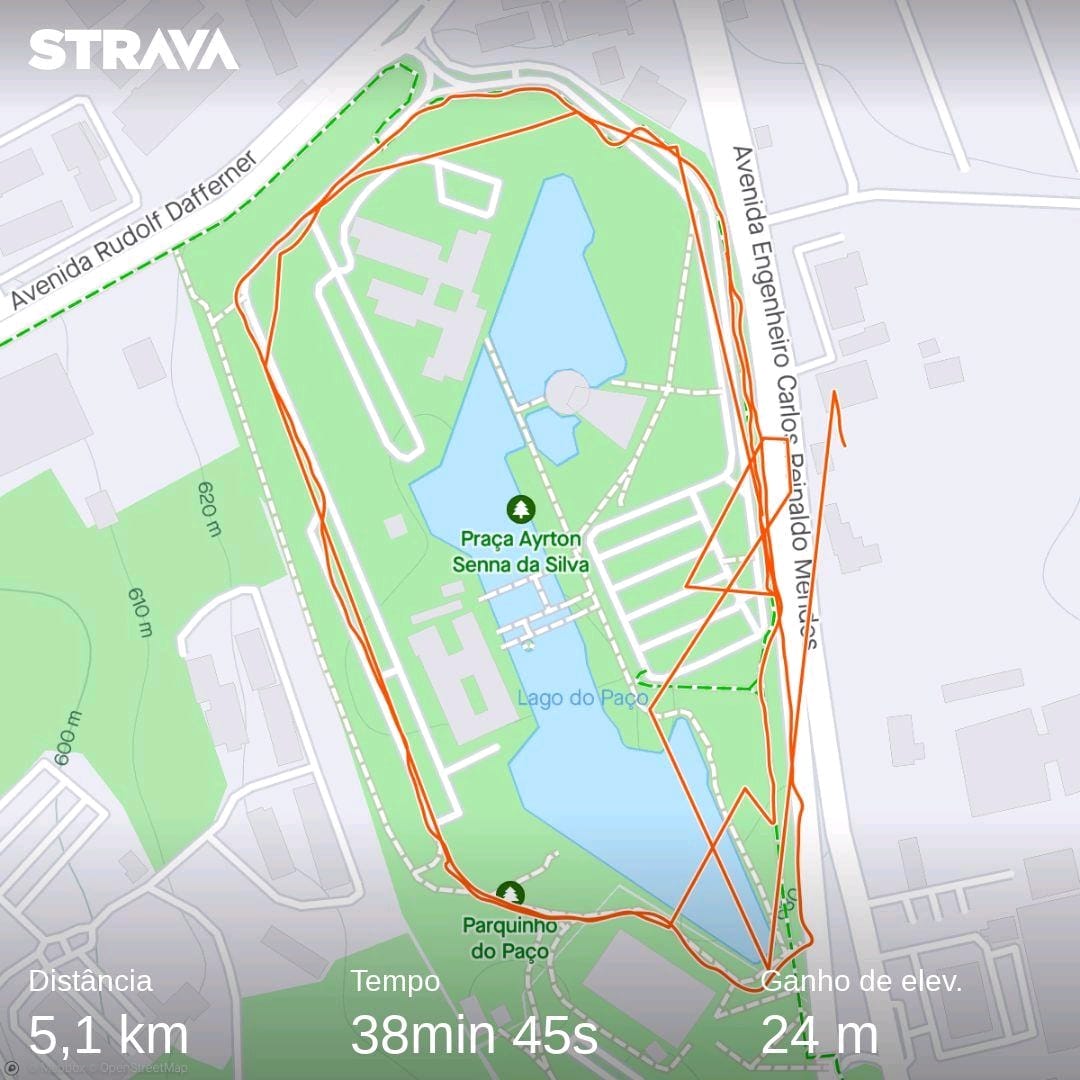 STRAVA
Avenida Rudolf Dafferner
Avenida Engenheiro Carlos Reinaldo Mendes
620 m
610 m
600 m
Praça Ayrton
Senna da Silva
Lago do Paço
Parquinho
do Paço
Distância
Tempo
Ganho de elev.
5,1 km
38min 45s
24 m
© Mapbox © OpenStreetMap